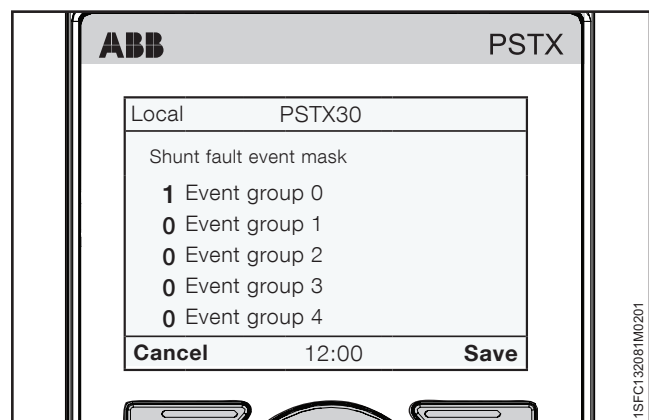 ABB PSTX
Local PSTX30
Shunt fault event mask
1 Event group 0
0 Event group 1
0 Event group 2
0 Event group 3
0 Event group 4
Cancel 12:00 Save
1SFC132081M0201